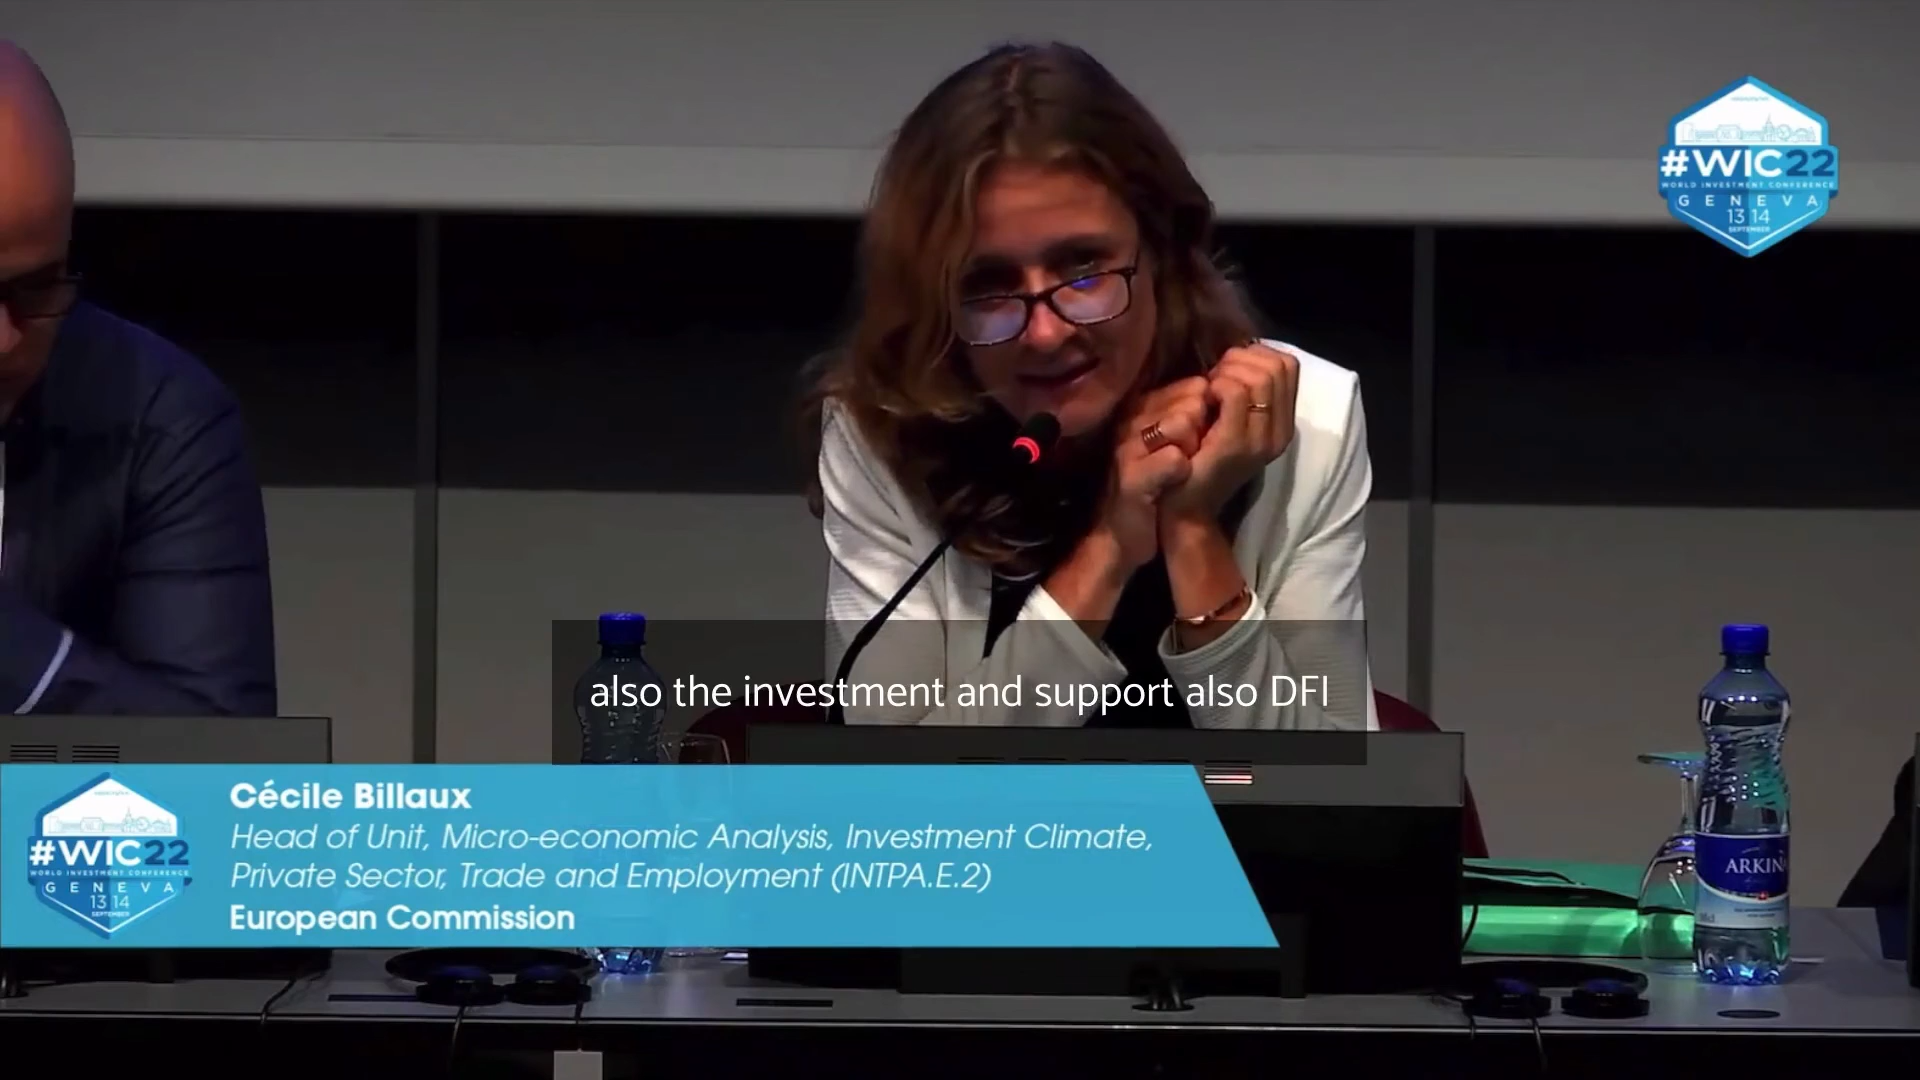 #WIC22
WORLD INVESTMENT CONFERENCE
GENEVA
13 14
SEPTEMBER
also the investment and support also DFI
Cécile Billaux
Head of Unit, Micro-economic Analysis, Investment Climate,
Private Sector, Trade and Employment (INTPA.E.2)
European Commission
#WIC22
WORLD INVESTMENT CONFERENCE
GENEVA
13 14
SEPTEMBER